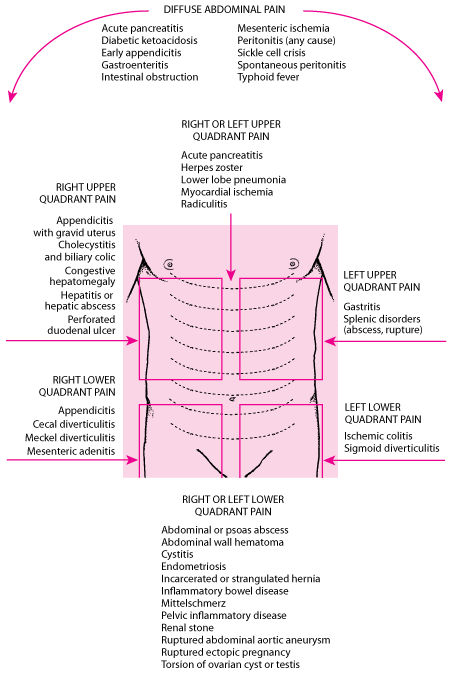 DIFFUSE ABDOMINAL PAIN
Acute pancreatitis
Diabetic ketoacidosis
Early appendicitis
Gastroenteritis
Intestinal obstruction
Mesenteric ischemia
Peritonitis (any cause)
Sickle cell crisis
Spontaneous peritonitis
Typhoid fever
RIGHT OR LEFT UPPER
QUADRANT PAIN
Acute pancreatitis
Herpes zoster
Lower lobe pneumonia
Myocardial ischemia
Radiculitis
RIGHT UPPER
QUADRANT PAIN
Appendicitis
with gravid uterus
Cholecystitis
and biliary colic
Congestive
hepatomegaly
Hepatitis or
hepatic abscess
Perforated
duodenal ulcer
LEFT UPPER
QUADRANT PAIN
Gastritis
Splenic disorders
(abscess, rupture)
RIGHT LOWER
QUADRANT PAIN
Appendicitis
Cecal diverticulitis
Meckel diverticulitis
Mesenteric adenitis
LEFT LOWER
QUADRANT PAIN
Ischemic colitis
Sigmoid diverticulitis
RIGHT OR LEFT LOWER
QUADRANT PAIN
Abdominal or psoas abscess
Abdominal wall hematoma
Cystitis
Endometriosis
Incarcerated or strangulated hernia
Inflammatory bowel disease
Mittelschmerz
Pelvic inflammatory disease
Renal stone
Ruptured abdominal aortic aneurysm
Ruptured ectopic pregnancy
Torsion of ovarian cyst or testis